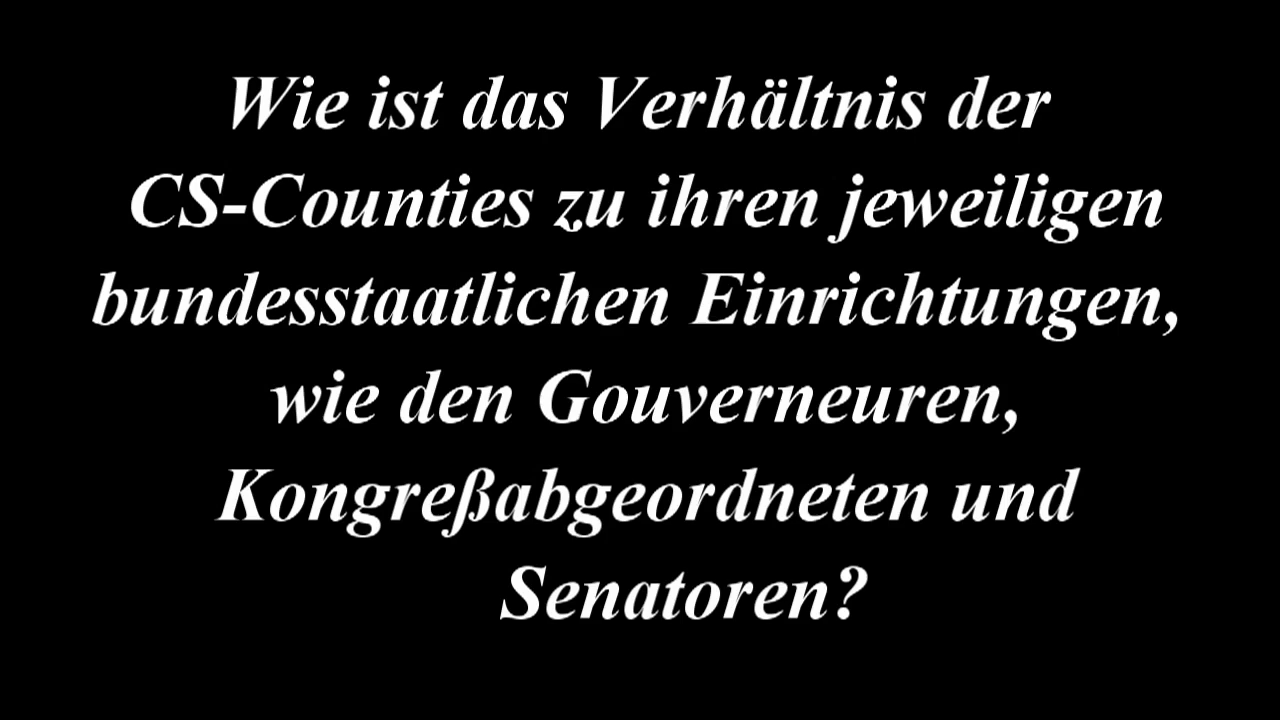 Wie ist das Verhältnis der
CS-Counties zu ihren jeweiligen
bundesstaatlichen Einrichtungen,
wie den Gouverneuren,
Kongreßabgeordneten und
Senatoren?